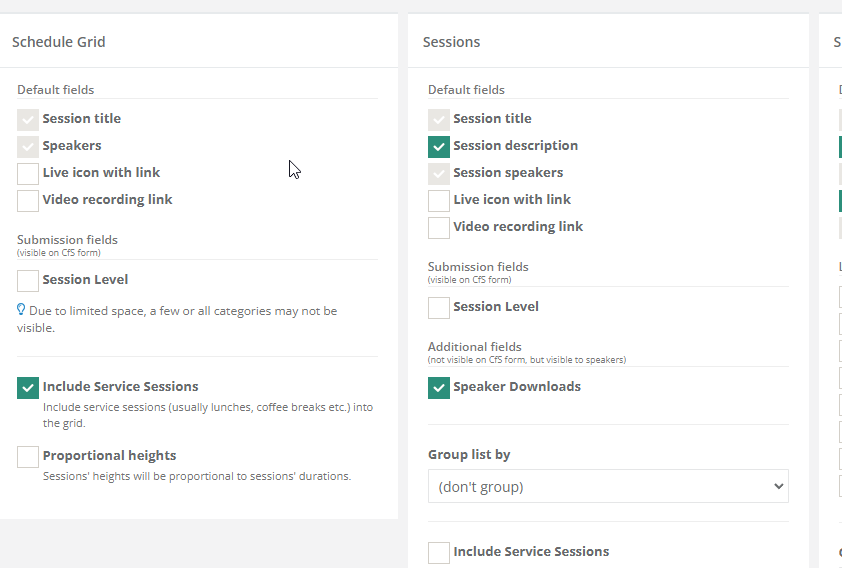 Schedule Grid
Default fields
Session title
Speakers
Live icon with link
Video recording link
Submission fields
(visible on CfS form)
Session Level
Due to limited space, a few or all categories may not be
visible.
Include Service Sessions
Include service sessions (usually lunches, coffee breaks etc.) into
the grid.
Proportional heights
Sessions' heights will be proportional to sessions' durations.
Sessions
Default fields
Session title
Session description
Session speakers
Live icon with link
Video recording link
Submission fields
(visible on CfS form)
Session Level
Additional fields
(not visible on CfS form, but visible to speakers)
Speaker Downloads
Group list by
(don't group)
Include Service Sessions